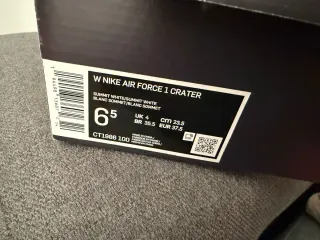 W NIKE AIR FORCE 1 CRATER
SUMMIT WHITE/SUMMIT WHITE
BLANC SOMMET/BLANC SOMMET
6.5
UK 4 cm 23.5
BR 35.5 EUR 37.5
CT1986 100